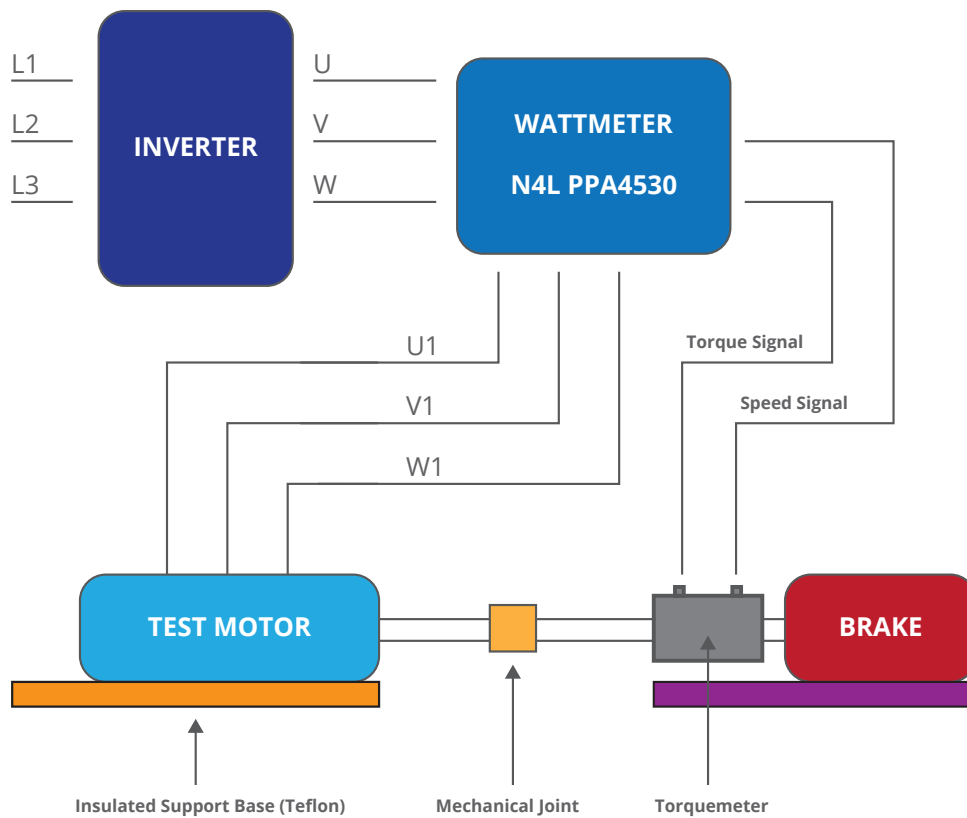 L1
L2
L3
INVERTER
U
V
W
WATTMETER
N4L PPA4530
U1
V1
W1
Torque Signal
Speed Signal
TEST MOTOR
BRAKE
Insulated Support Base (Teflon)
Mechanical Joint
Torquemeter